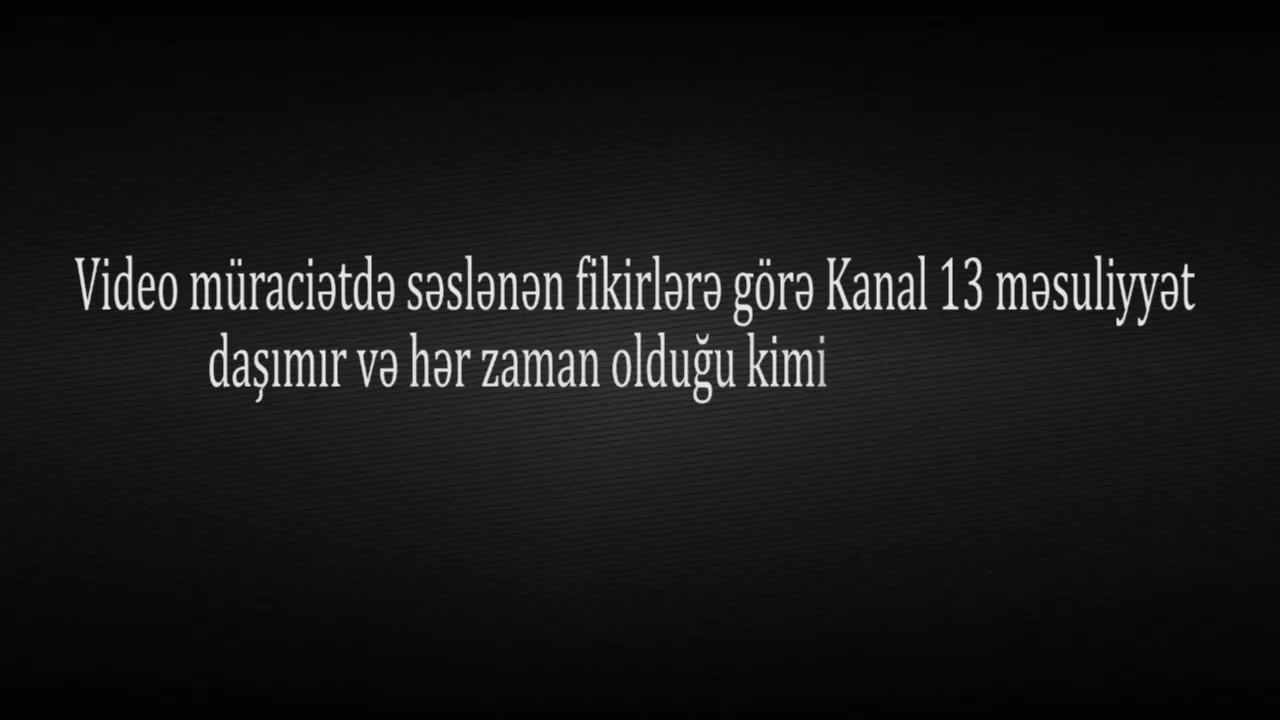 Video müraciətdə səslənən fikirlərə görə Kanal 13 məsuliyyət
daşımır və hər zaman olduğu kimi